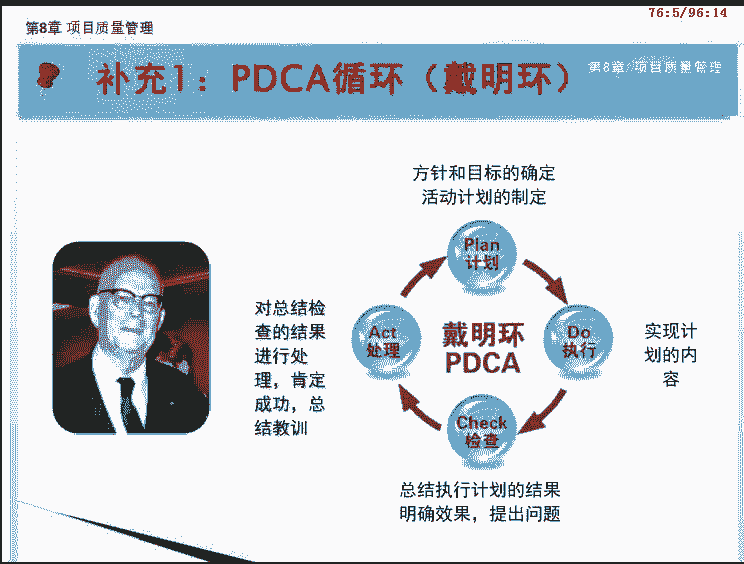 76:5/96:14
第8章 项目质量管理
补充1：PDCA循环（戴明环）
第8章 项目质量管理
方针和目标的确定
活动计划的制定
Plan
计划
对总结检
查的结果
进行处
理，肯定
成功，总
结教训
Act
处理
戴明环
PDCA
Do
执行
实现计
划的内
容
Check
检查
总结执行计划的结果
明确效果，提出问题